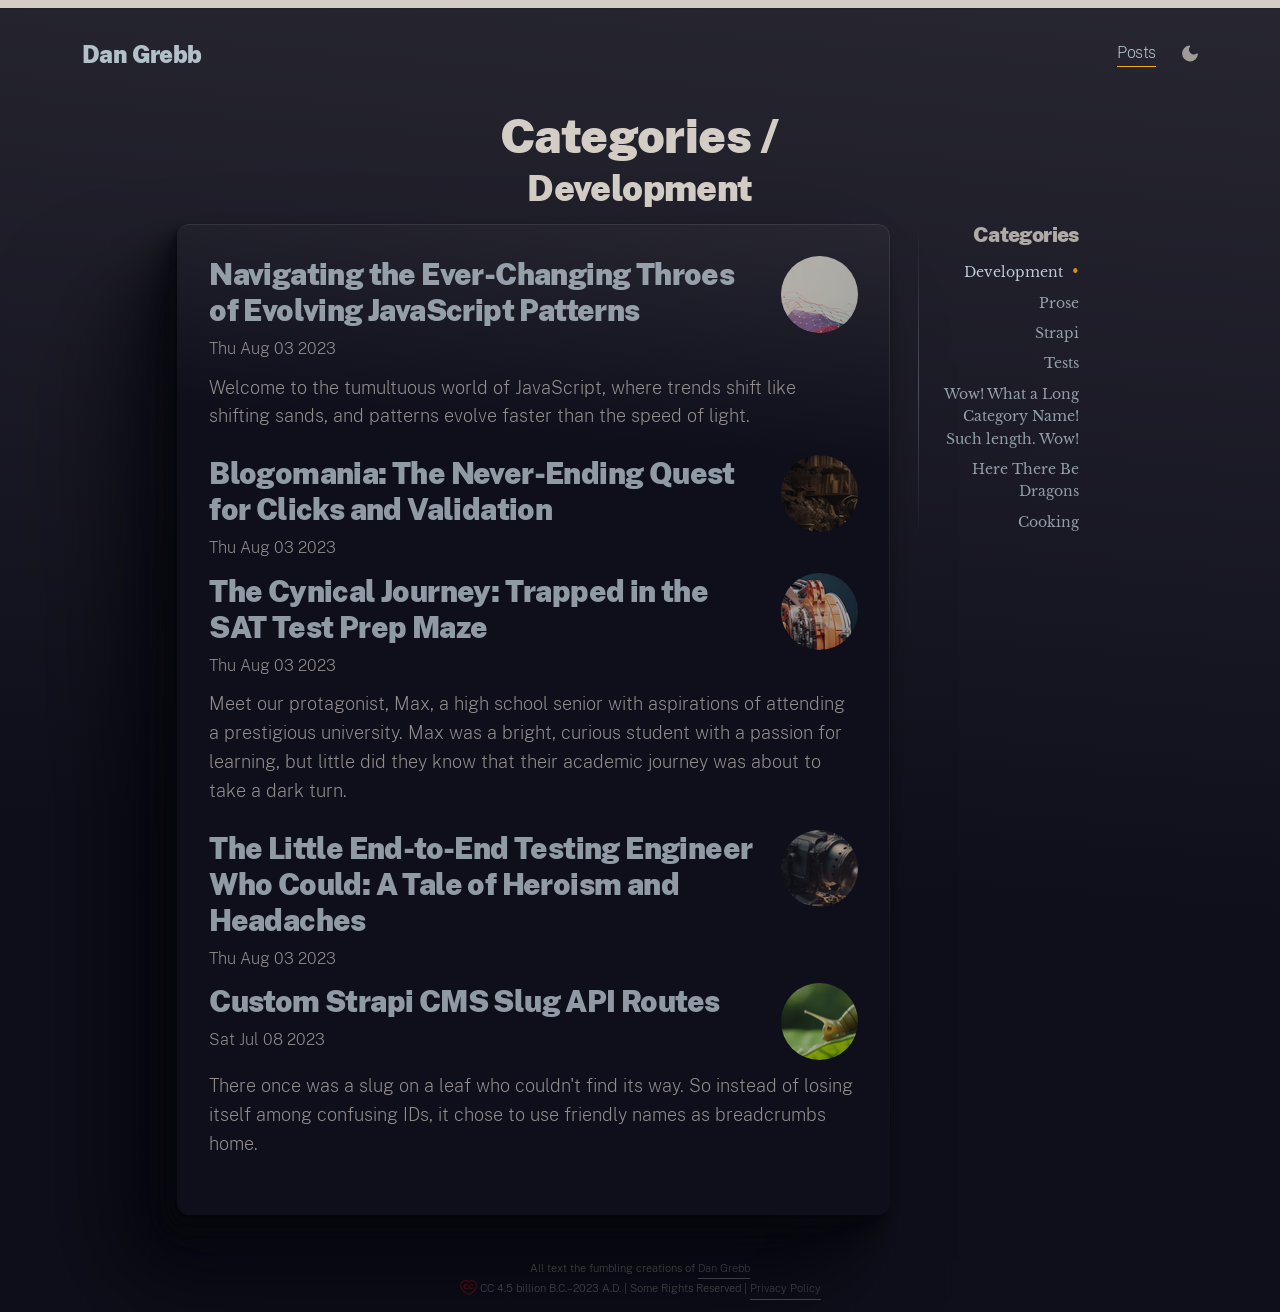 Dan Grebb
Posts
Categories /
Development
Navigating the Ever-Changing Throes
of Evolving JavaScript Patterns
Thu Aug 03 2023
Welcome to the tumultuous world of JavaScript, where trends shift like
shifting sands, and patterns evolve faster than the speed of light.
Blogomania: The Never-Ending Quest
for Clicks and Validation
Thu Aug 03 2023
The Cynical Journey: Trapped in the
SAT Test Prep Maze
Thu Aug 03 2023
Meet our protagonist, Max, a high school senior with aspirations of attending
a prestigious university. Max was a bright, curious student with a passion for
learning, but little did they know that their academic journey was about to
take a dark turn.
The Little End-to-End Testing Engineer
Who Could: A Tale of Heroism and
Headaches
Thu Aug 03 2023
Custom Strapi CMS Slug API Routes
Sat Jul 08 2023
There once was a slug on a leaf who couldn't find its way. So instead of losing
itself among confusing IDs, it chose to use friendly names as breadcrumbs
home.
Categories
Development •
Prose
Strapi
Tests
Wow! What a Long
Category Name!
Such length. Wow!
Here There Be
Dragons
Cooking
All text the fumbling creations of Dan Grebb
CC 4.5 billion B.C.–2023 A.D. | Some Rights Reserved | Privacy Policy